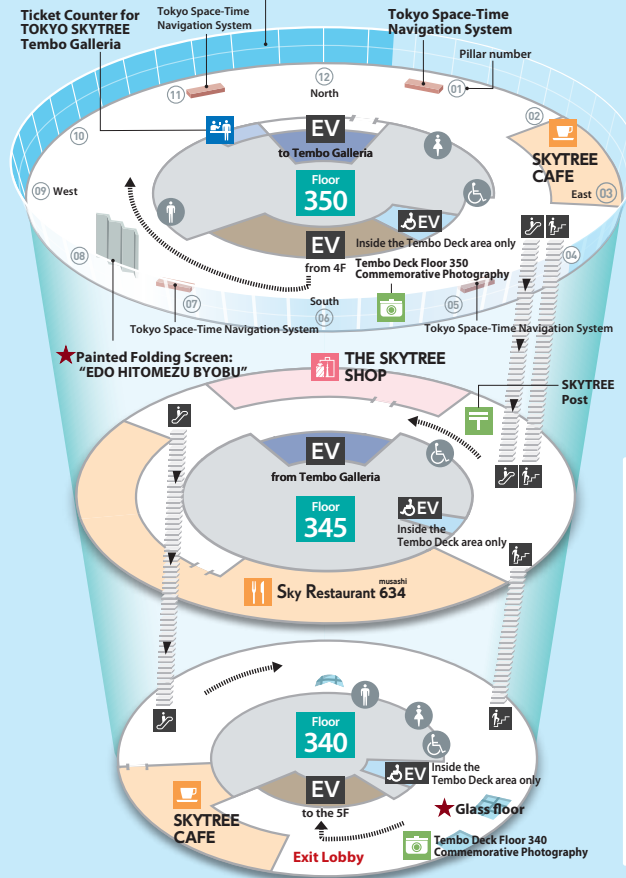 Ticket Counter for
TOKYO SKYTREE
Tembo Galleria
Tokyo Space-Time
Navigation System
Tokyo Space-Time
Navigation System
Pillar number
12
North
11
01
10
02
EV
to Tembo Galleria
SKYTREE
CAFE
09 West
East 03
Floor
350
EV
Inside the Tembo Deck area only
EV
from 4F
Tembo Deck Floor 350
Commemorative Photography
08
04
07
South
06
05
Tokyo Space-Time Navigation System
Tokyo Space-Time Navigation System
★Painted Folding Screen:
"EDO HITOMEZU BYOBU"
THE SKYTREE
SHOP
SKYTREE
Post
EV
from Tembo Galleria
Floor
345
EV
Inside the
Tembo Deck area only
musashi
Sky Restaurant 634
Floor
340
EV
Inside the
Tembo Deck area only
EV
to the 5F
SKYTREE
CAFE
★Glass floor
Exit Lobby
Tembo Deck Floor 340
Commemorative Photography